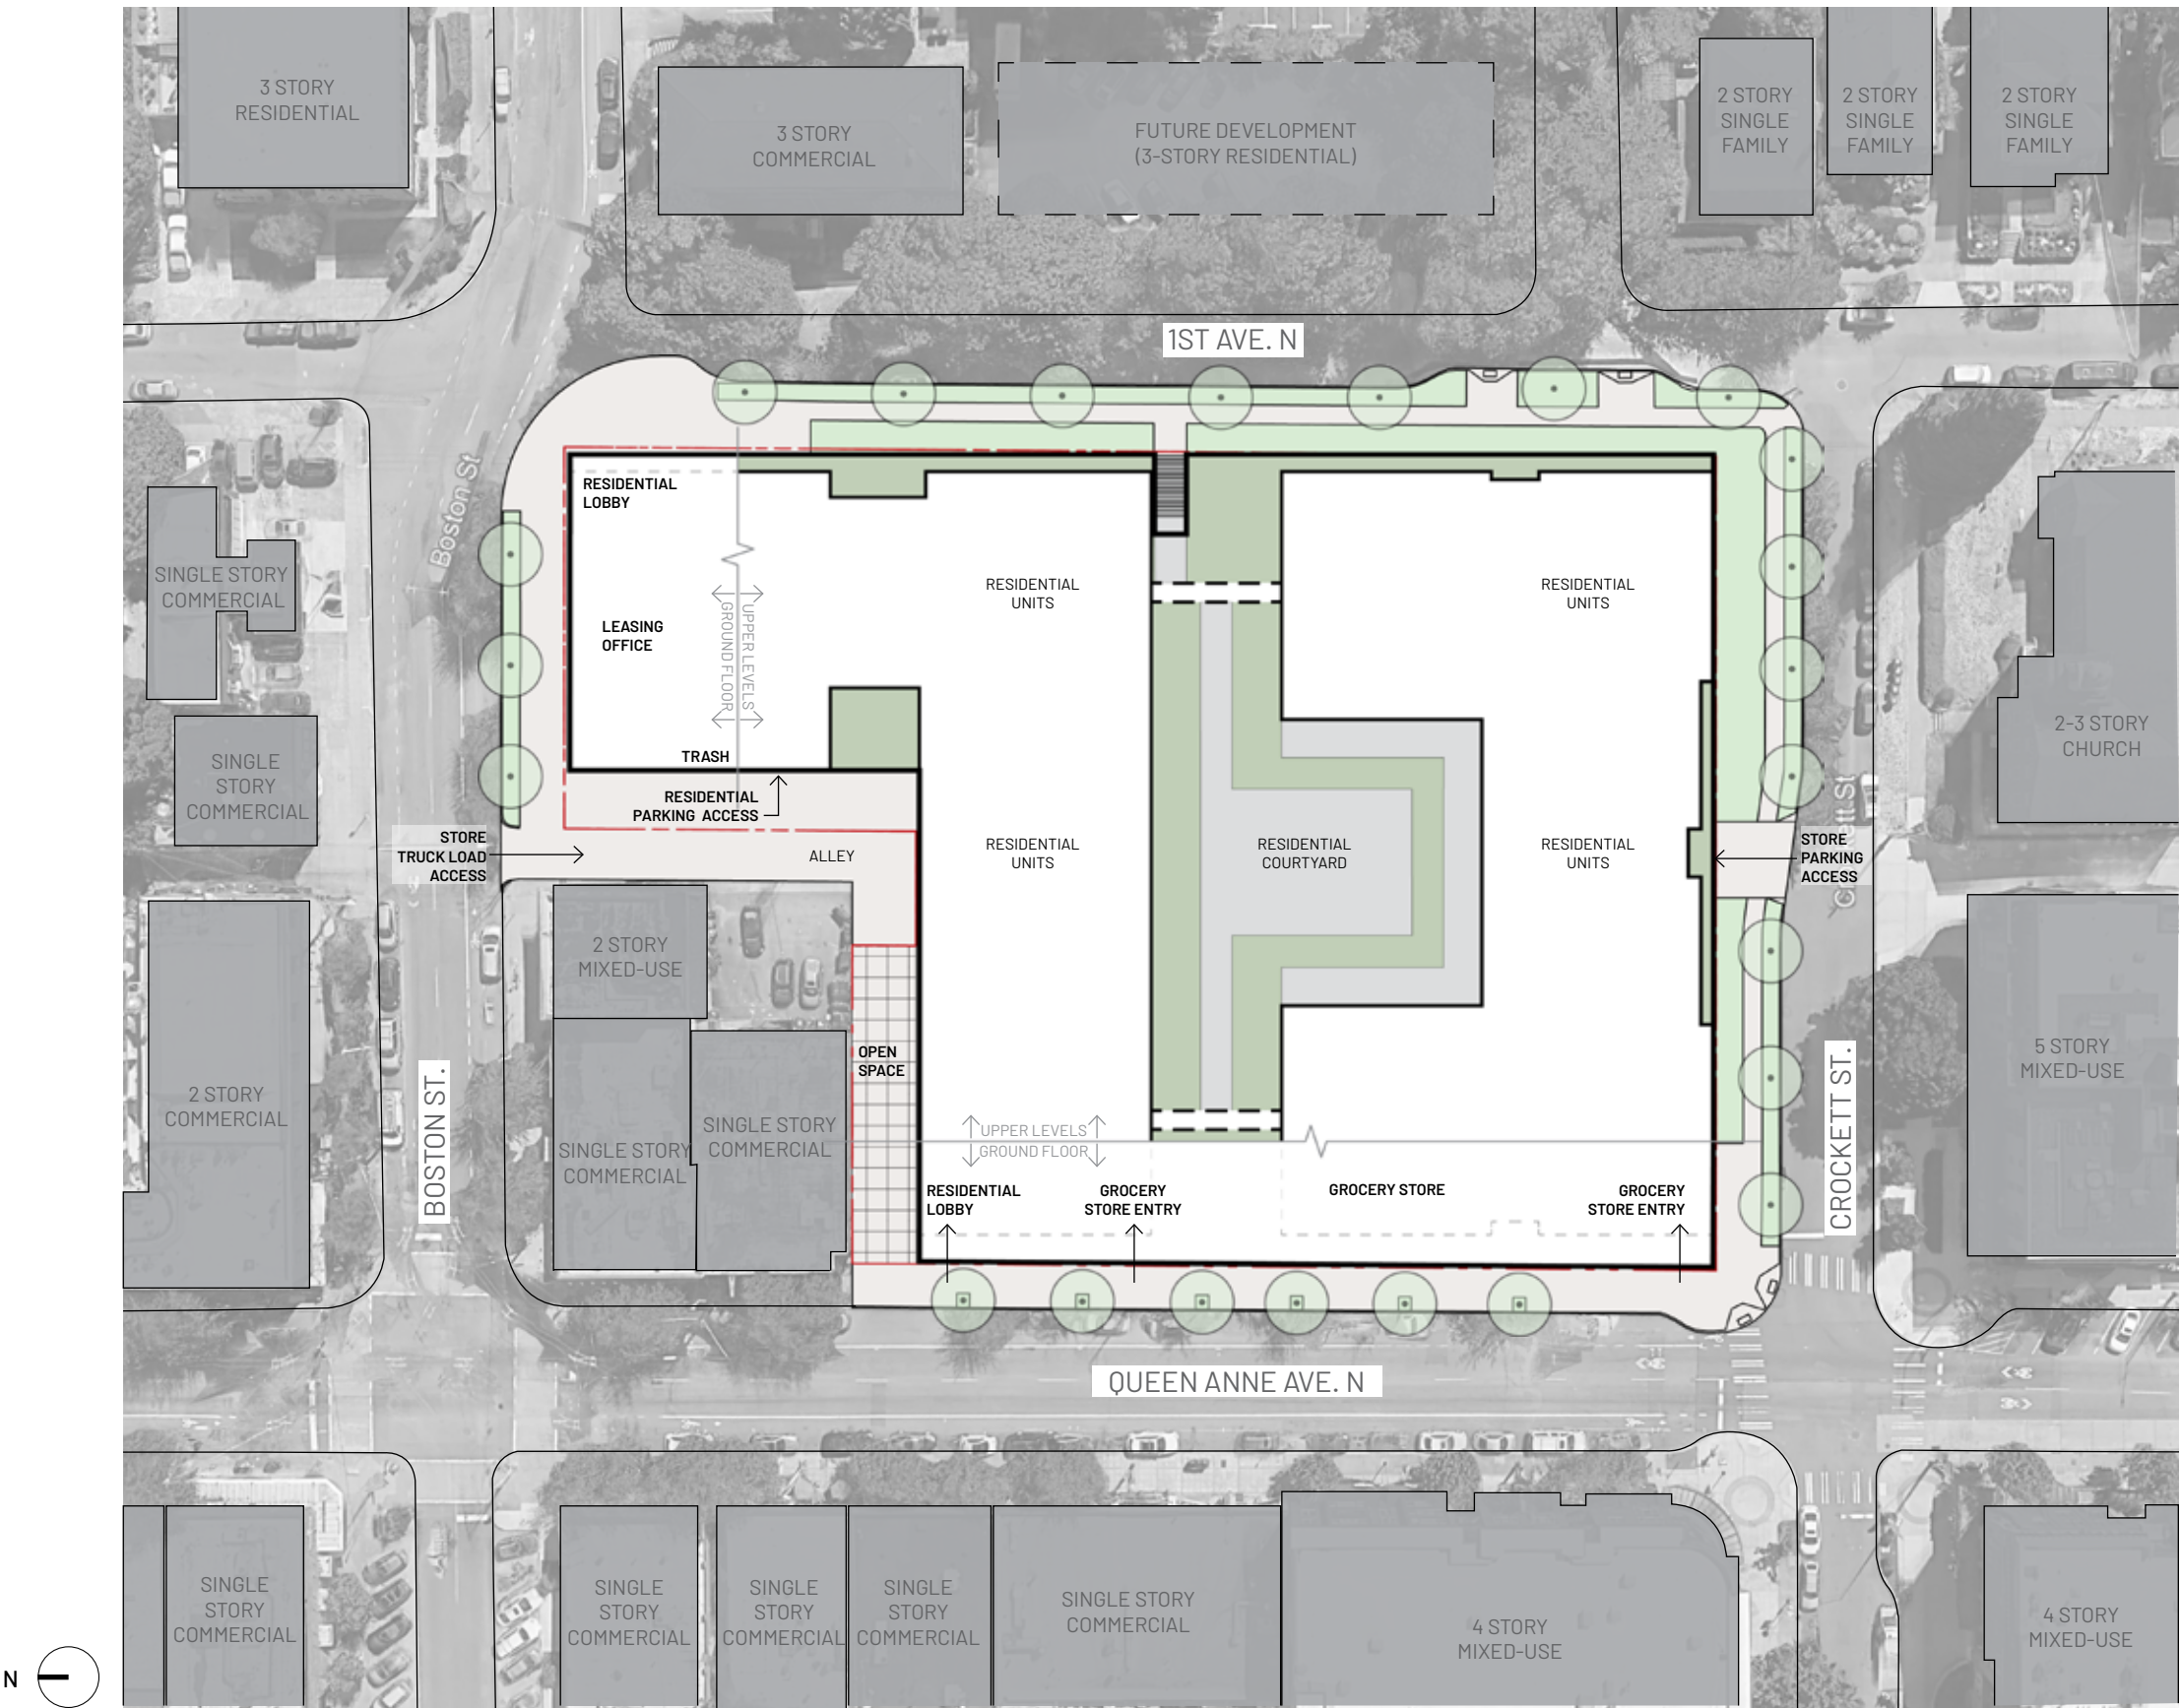 3 STORY
RESIDENTIAL
3 STORY
COMMERCIAL
FUTURE DEVELOPMENT
(3-STORY RESIDENTIAL)
2 STORY
SINGLE
FAMILY
2 STORY
SINGLE
FAMILY
2 STORY
SINGLE
FAMILY
1ST AVE. N
Boston St
RESIDENTIAL
LOBBY
SINGLE STORY
COMMERCIAL
RESIDENTIAL
UNITS
RESIDENTIAL
UNITS
LEASING
OFFICE
GROUND FLOOR
UPPER LEVELS
2-3 STORY
CHURCH
SINGLE
STORY
COMMERCIAL
TRASH
RESIDENTIAL
PARKING ACCESS
STORE
TRUCK LOAD
ACCESS
ALLEY
RESIDENTIAL
UNITS
RESIDENTIAL
COURTYARD
RESIDENTIAL
UNITS
STORE
PARKING
ACCESS
2 STORY
MIXED-USE
OPEN
SPACE
5 STORY
MIXED-USE
2 STORY
COMMERCIAL
BOSTON ST.
SINGLE STORY
COMMERCIAL
SINGLE STORY
COMMERCIAL
UPPER LEVELS
GROUND FLOOR
CROCKETT ST.
RESIDENTIAL
LOBBY
GROCERY
STORE ENTRY
GROCERY STORE
GROCERY
STORE ENTRY
QUEEN ANNE AVE. N
SINGLE
STORY
COMMERCIAL
SINGLE
STORY
COMMERCIAL
SINGLE
STORY
COMMERCIAL
SINGLE
STORY
COMMERCIAL
SINGLE STORY
COMMERCIAL
4 STORY
MIXED-USE
4 STORY
MIXED-USE
N